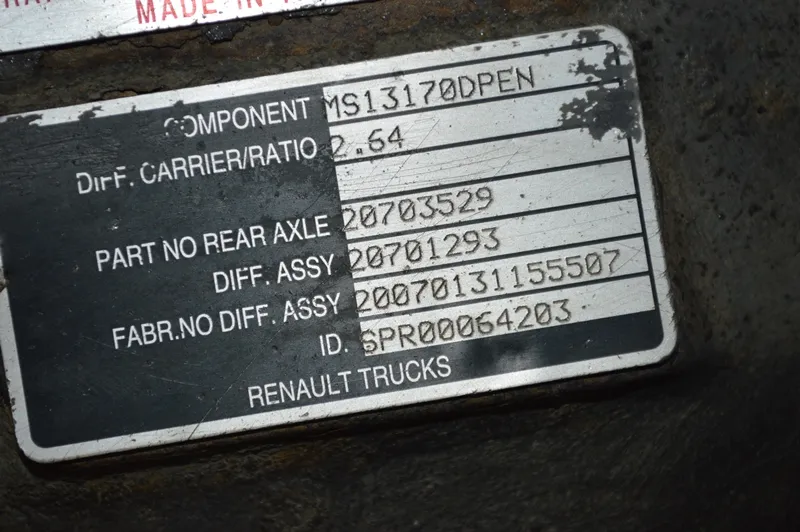 MADE IN
COMPONENT MS13170DPEN
DIFF. CARRIER/RATIO 2.64
PART NO REAR AXLE 20703529
DIFF. ASSY 20701293
FABR.NO DIFF. ASSY 20070131155507
ID. SPR00064203
RENAULT TRUCKS